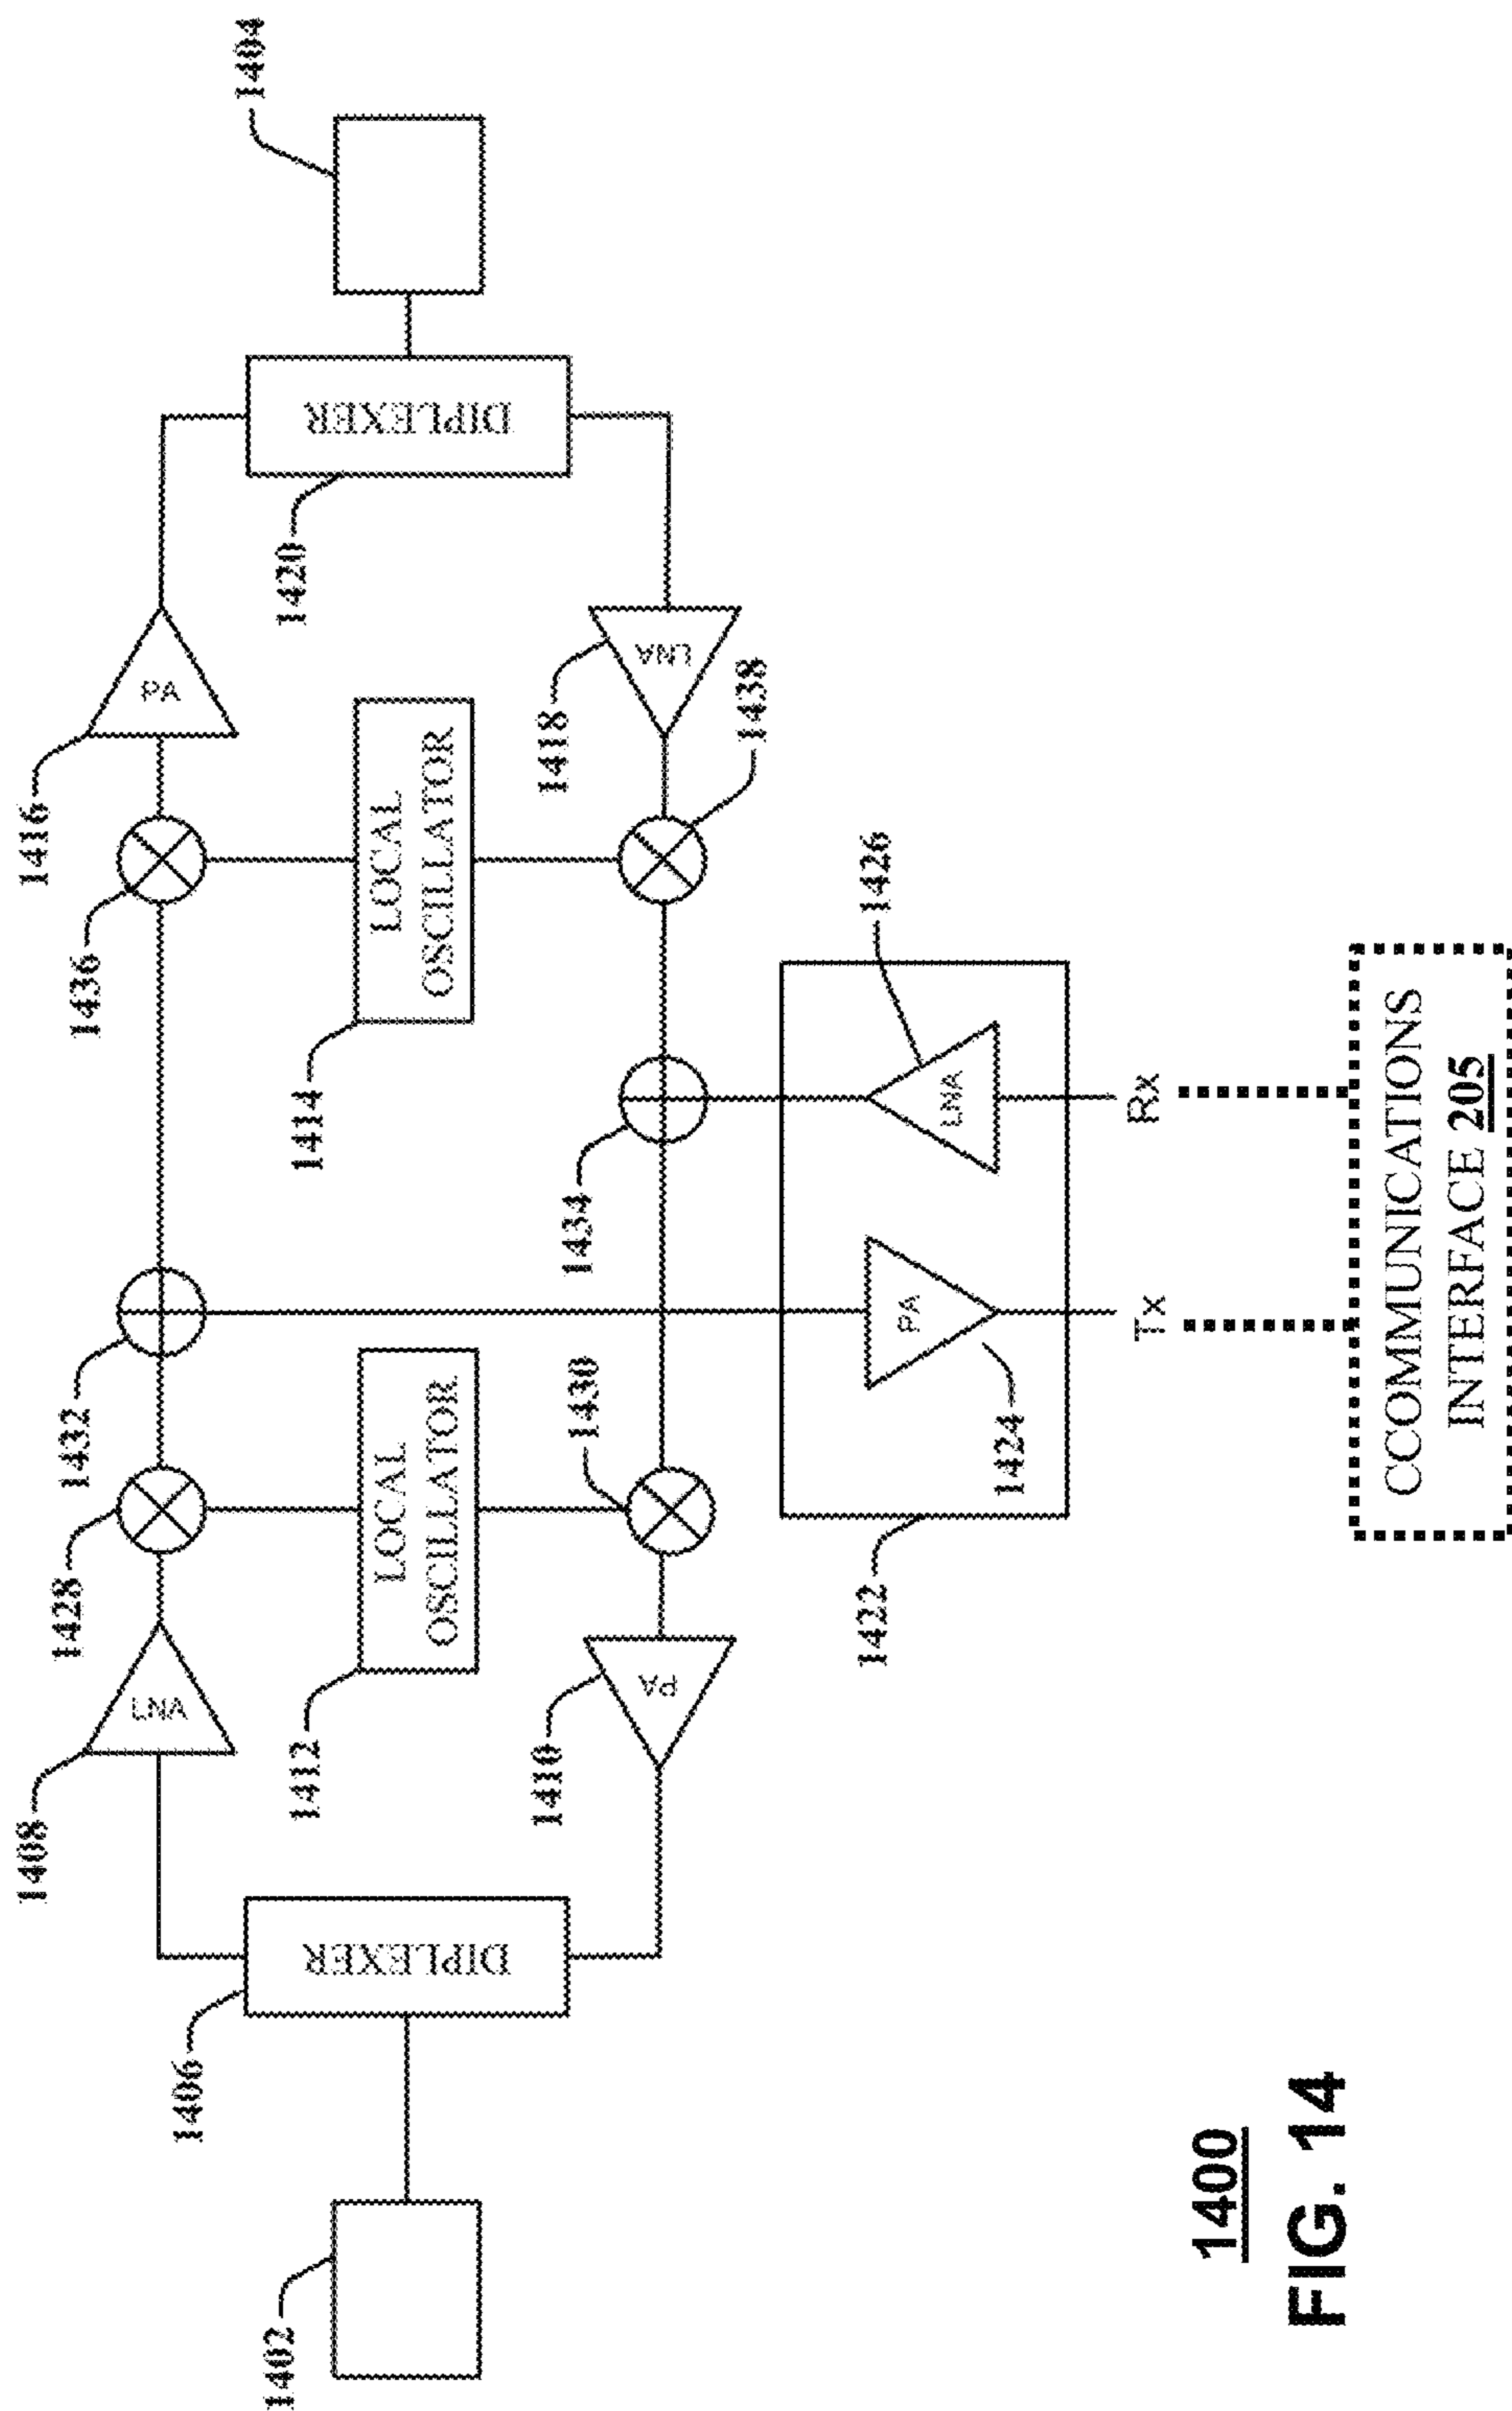 1404
1416
PA
1436
DIPLEXER
1420
LOCAL
OSCILLATOR
1414
LNA
1418
1438
1432
1434
1426
LNA
Rx
1428
LOCAL
OSCILLATOR
1412
1430
PA
1424
Tx
1422
CCOMMUNICATIONS
INTERFACE 205
1408
LNA
PA
1410
DIPLEXER
1406
1402
1400
FIG. 14